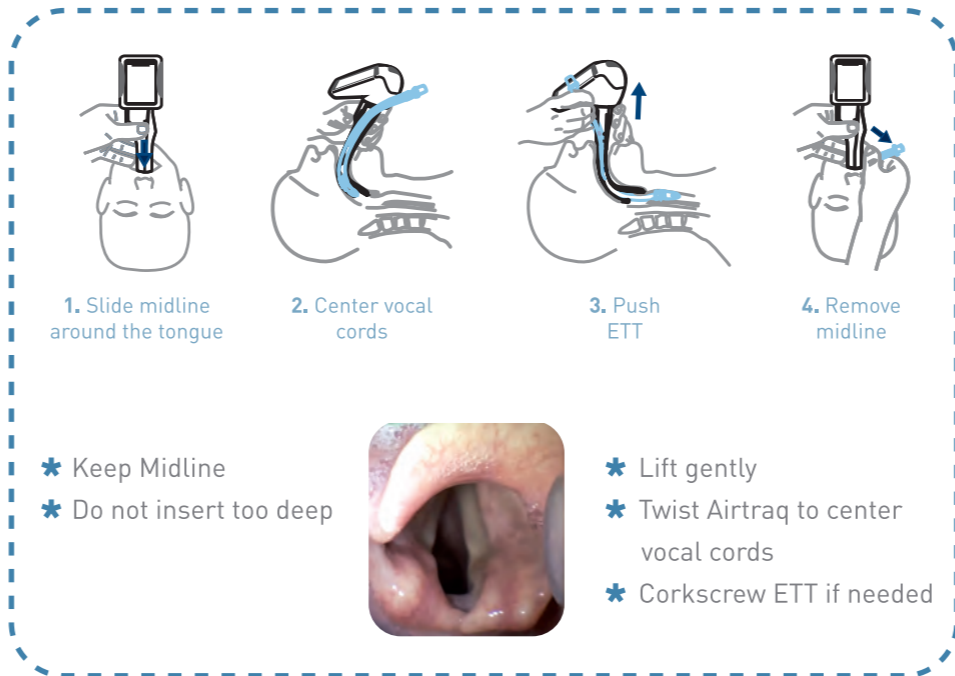 1. Slide midline
around the tongue
2. Center vocal
cords
3. Push
ETT
4. Remove
midline
* Keep Midline
* Do not insert too deep
* Lift gently
* Twist Airtraq to center
vocal cords
* Corkscrew ETT if needed